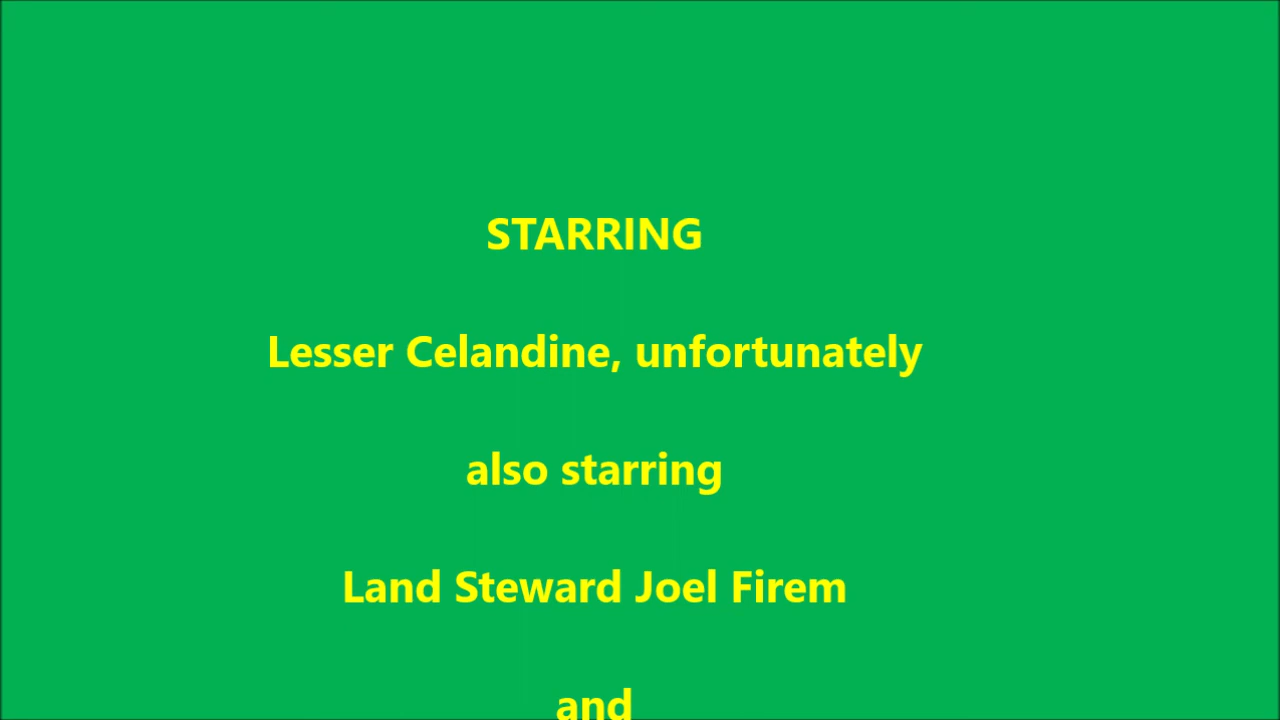 STARRING
Lesser Celandine, unfortunately
also starring
Land Steward Joel Firem
and